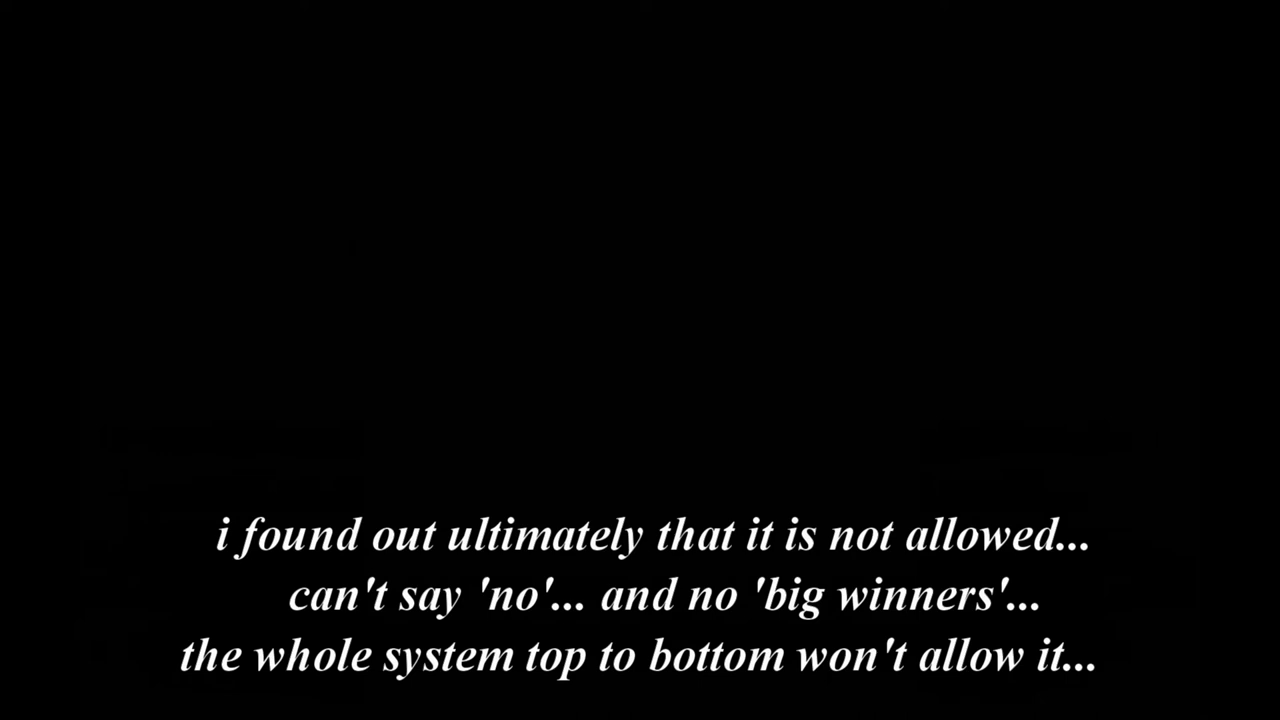 i found out ultimately that it is not allowed...
can't say 'no'... and no 'big winners'...
the whole system top to bottom won't allow it...